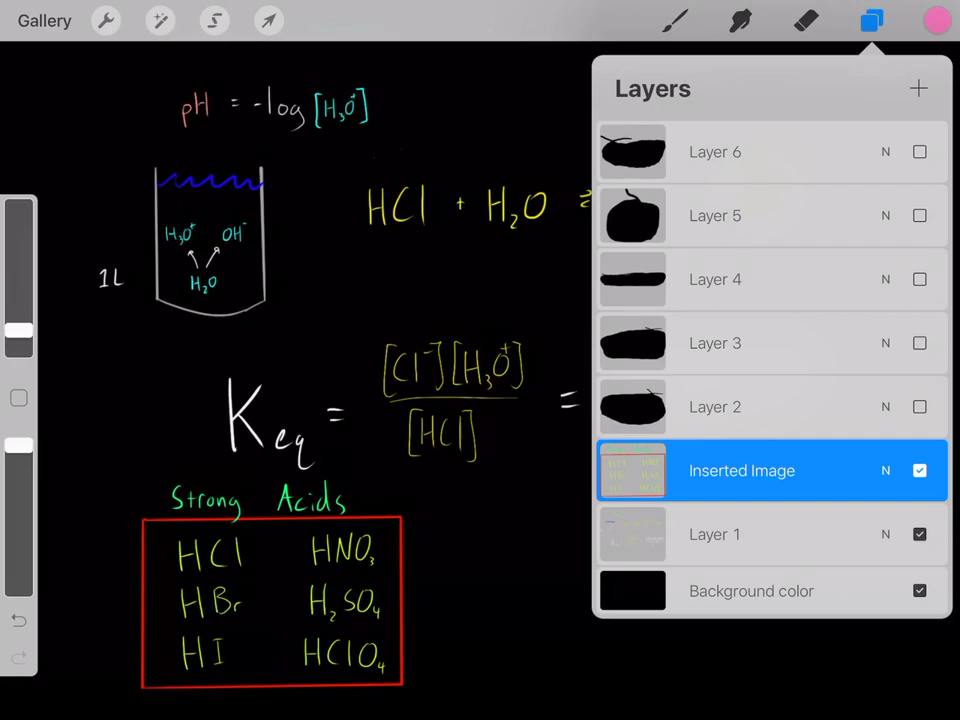 Gallery
Layers
pH = -log [H₃O⁺]
Layer 6 N
HCl + H₂O ⇌
Layer 5 N
H₃O⁺ OH⁻
H₂O
1L
Layer 4 N
Layer 3 N
[Cl⁻][H₃O⁺]
Keq = =
[HCl]
Layer 2 N
Inserted Image N
Strong Acids
HCl HNO₃
HBr H₂SO₄
HI HClO₄
Layer 1 N
Background color